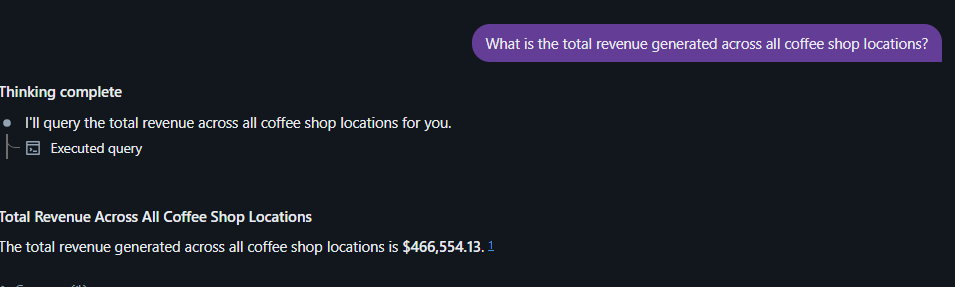 What is the total revenue generated across all coffee shop locations?
Thinking complete
I'll query the total revenue across all coffee shop locations for you.
Executed query
Total Revenue Across All Coffee Shop Locations
The total revenue generated across all coffee shop locations is $466,554.13. 1